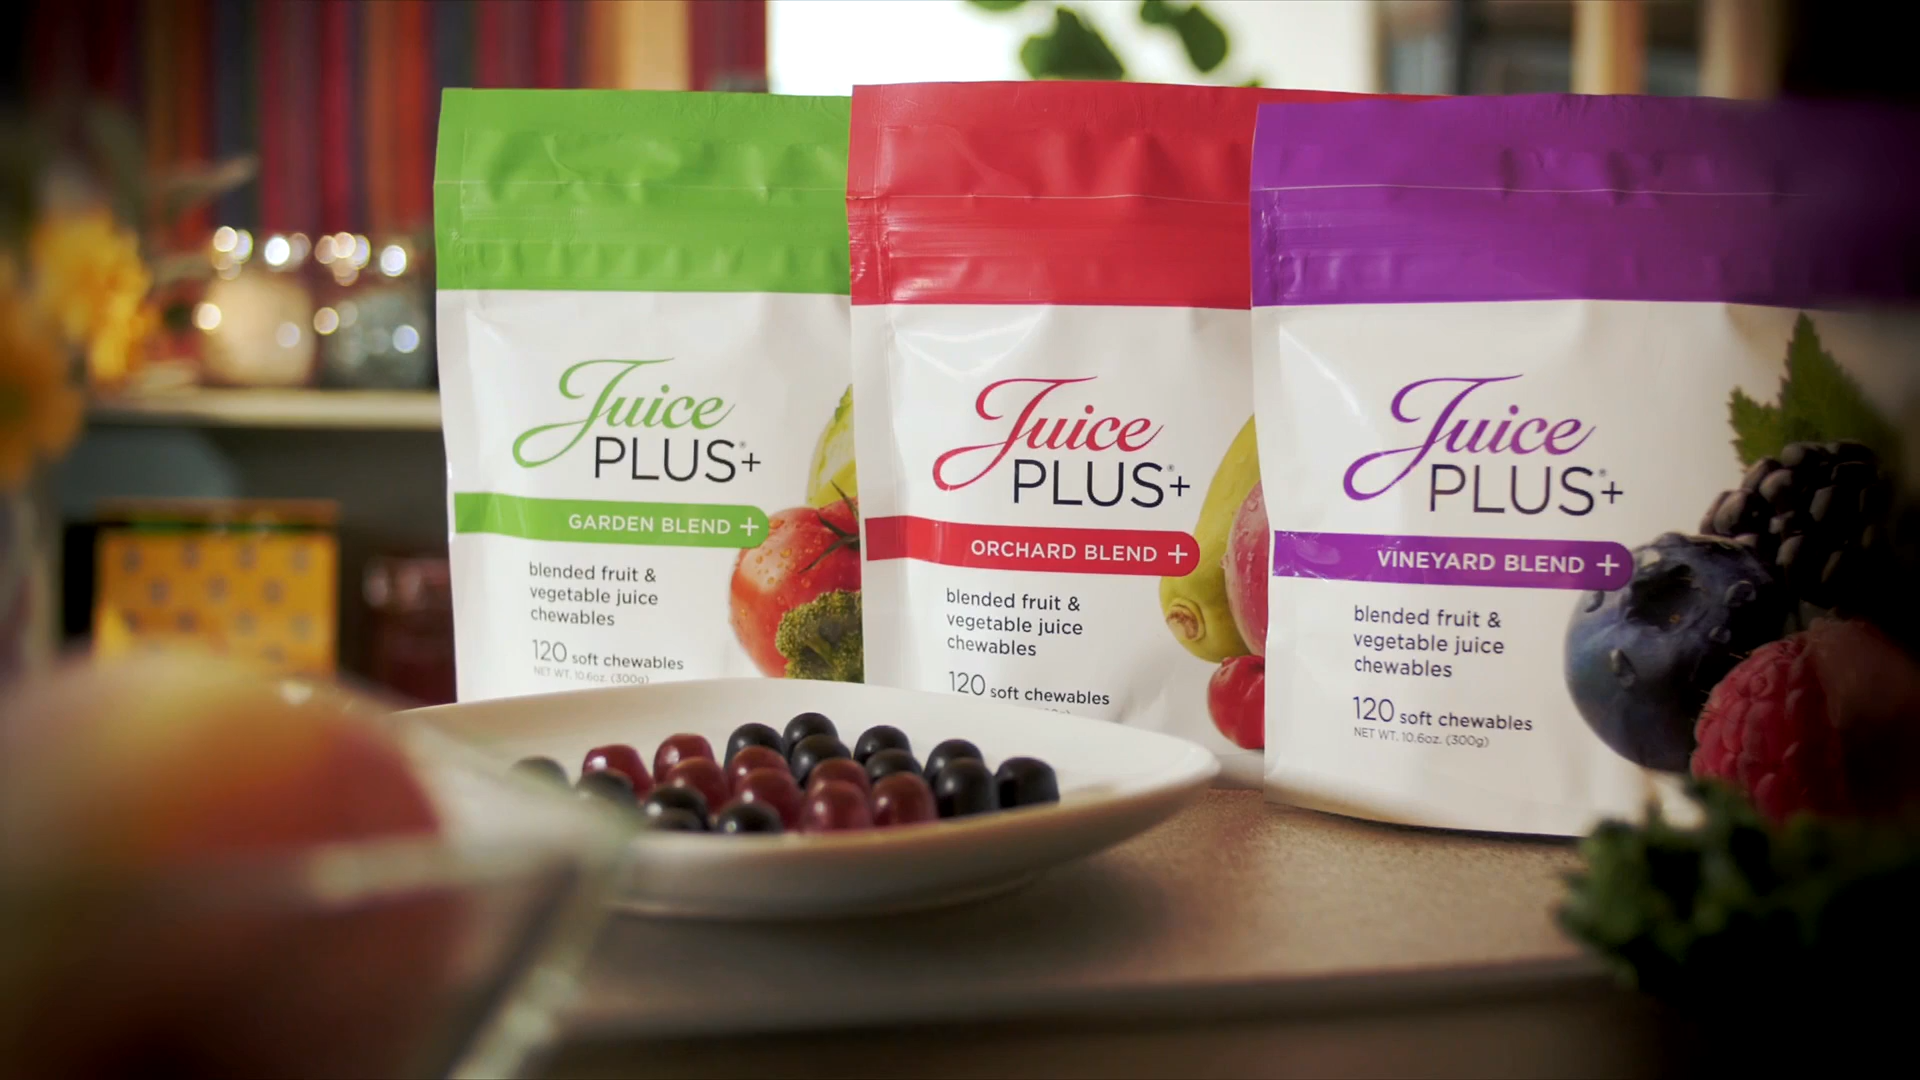 Juice
PLUS®+
GARDEN BLEND +
blended fruit &
vegetable juice
chewables
120 soft chewables
NET WT. 10.6oz. (300g)
Juice
PLUS®+
ORCHARD BLEND +
blended fruit &
vegetable juice
chewables
120 soft chewables
Juice
PLUS®+
VINEYARD BLEND +
blended fruit &
vegetable juice
chewables
120 soft chewables
NET WT. 10.6oz. (300g)